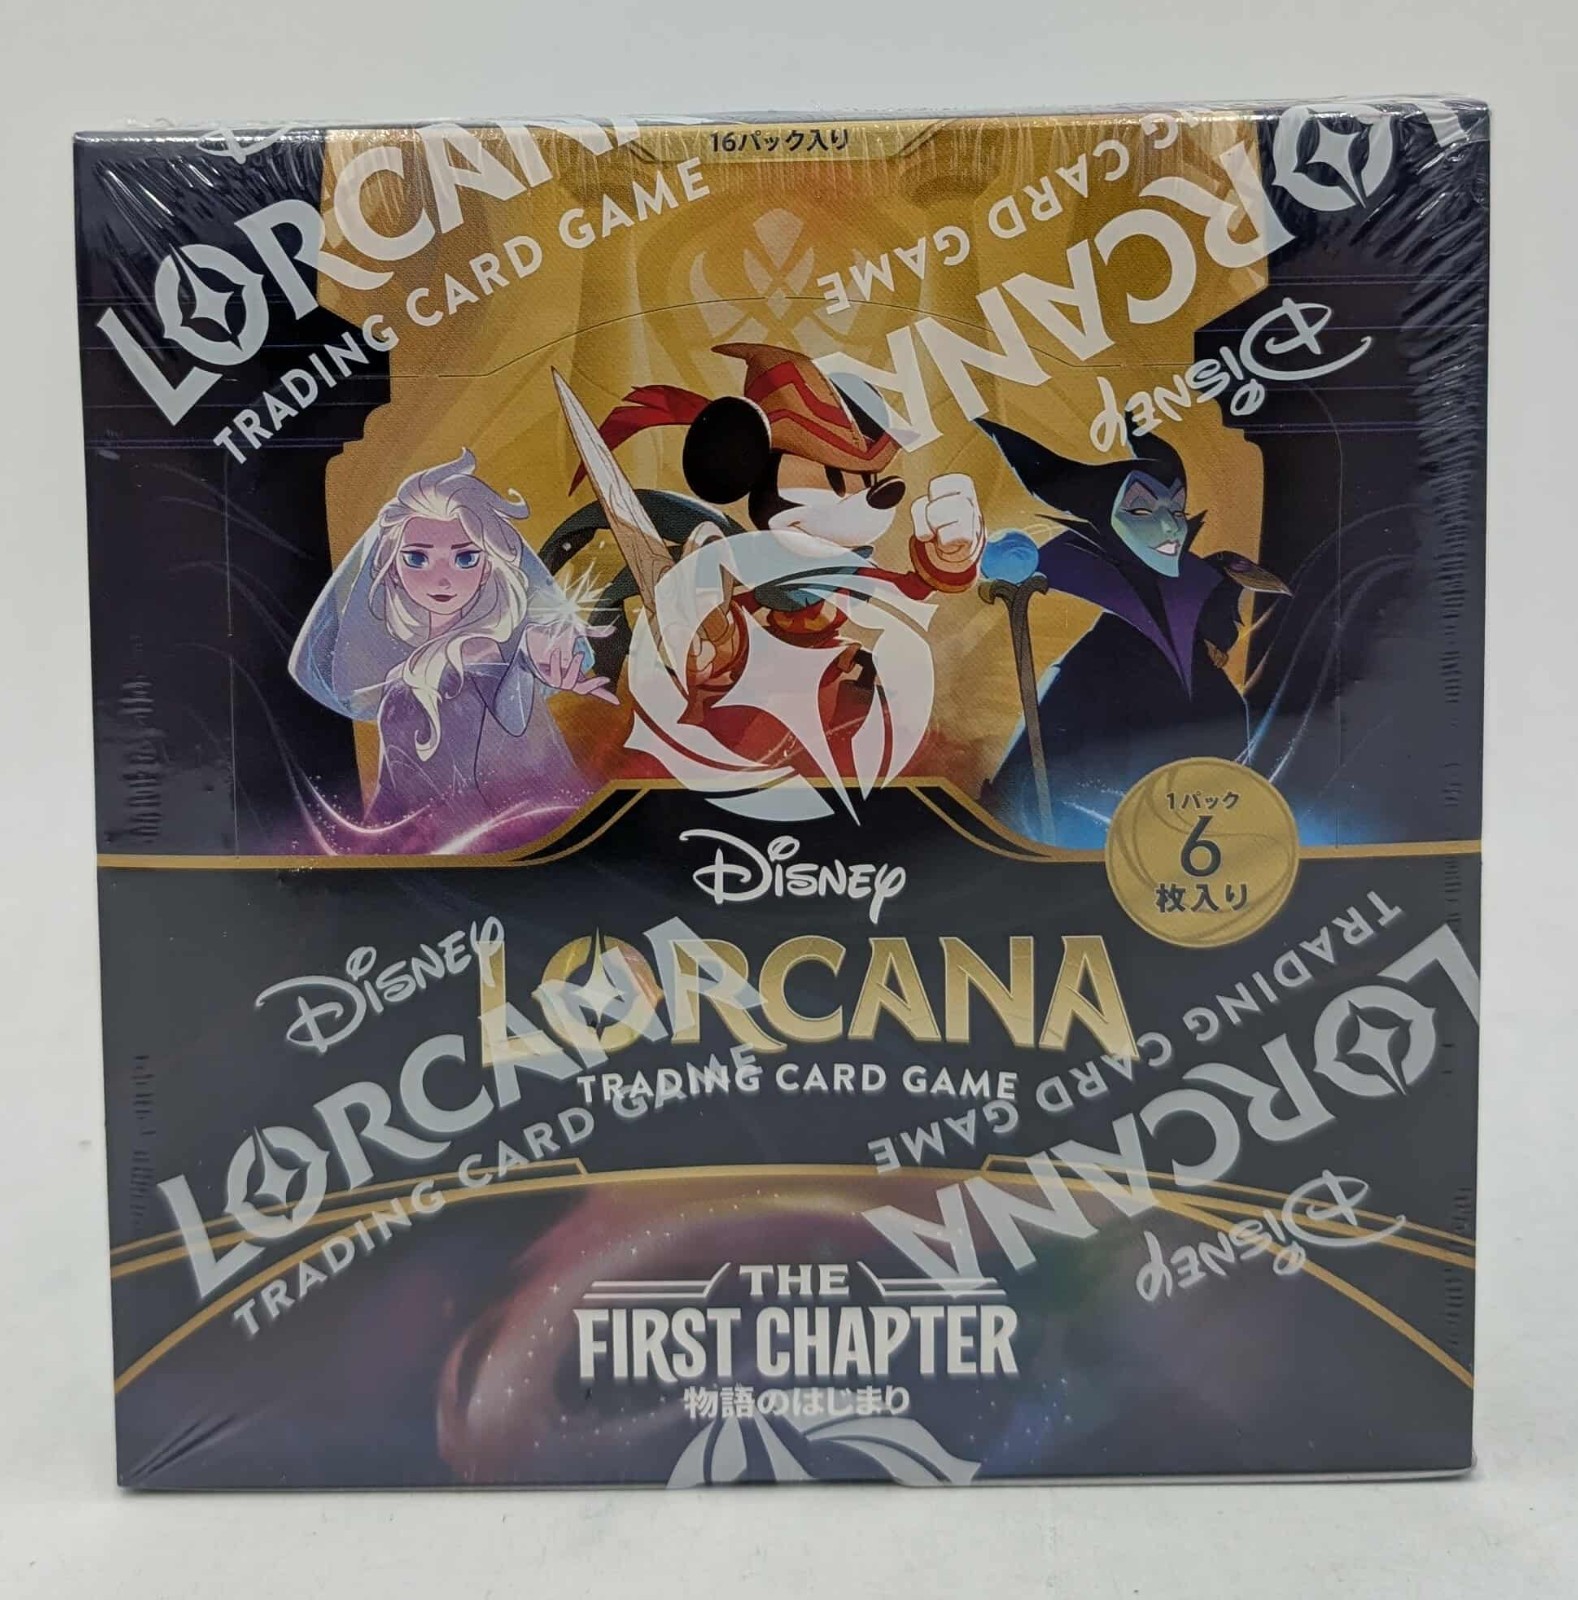 16パック入り
LORCANA
TRADING CARD GAME
LORCANA
TRADING CARD GAME
DISNEY
1パック
6
枚入り
DISNEY
LORCANA
TRADING CARD GAME
DISNEY
LORCANA
TRADING CARD GAME
DISNEY
LORCANA
TRADING CARD GAME
THE
FIRST CHAPTER
物語のはじまり